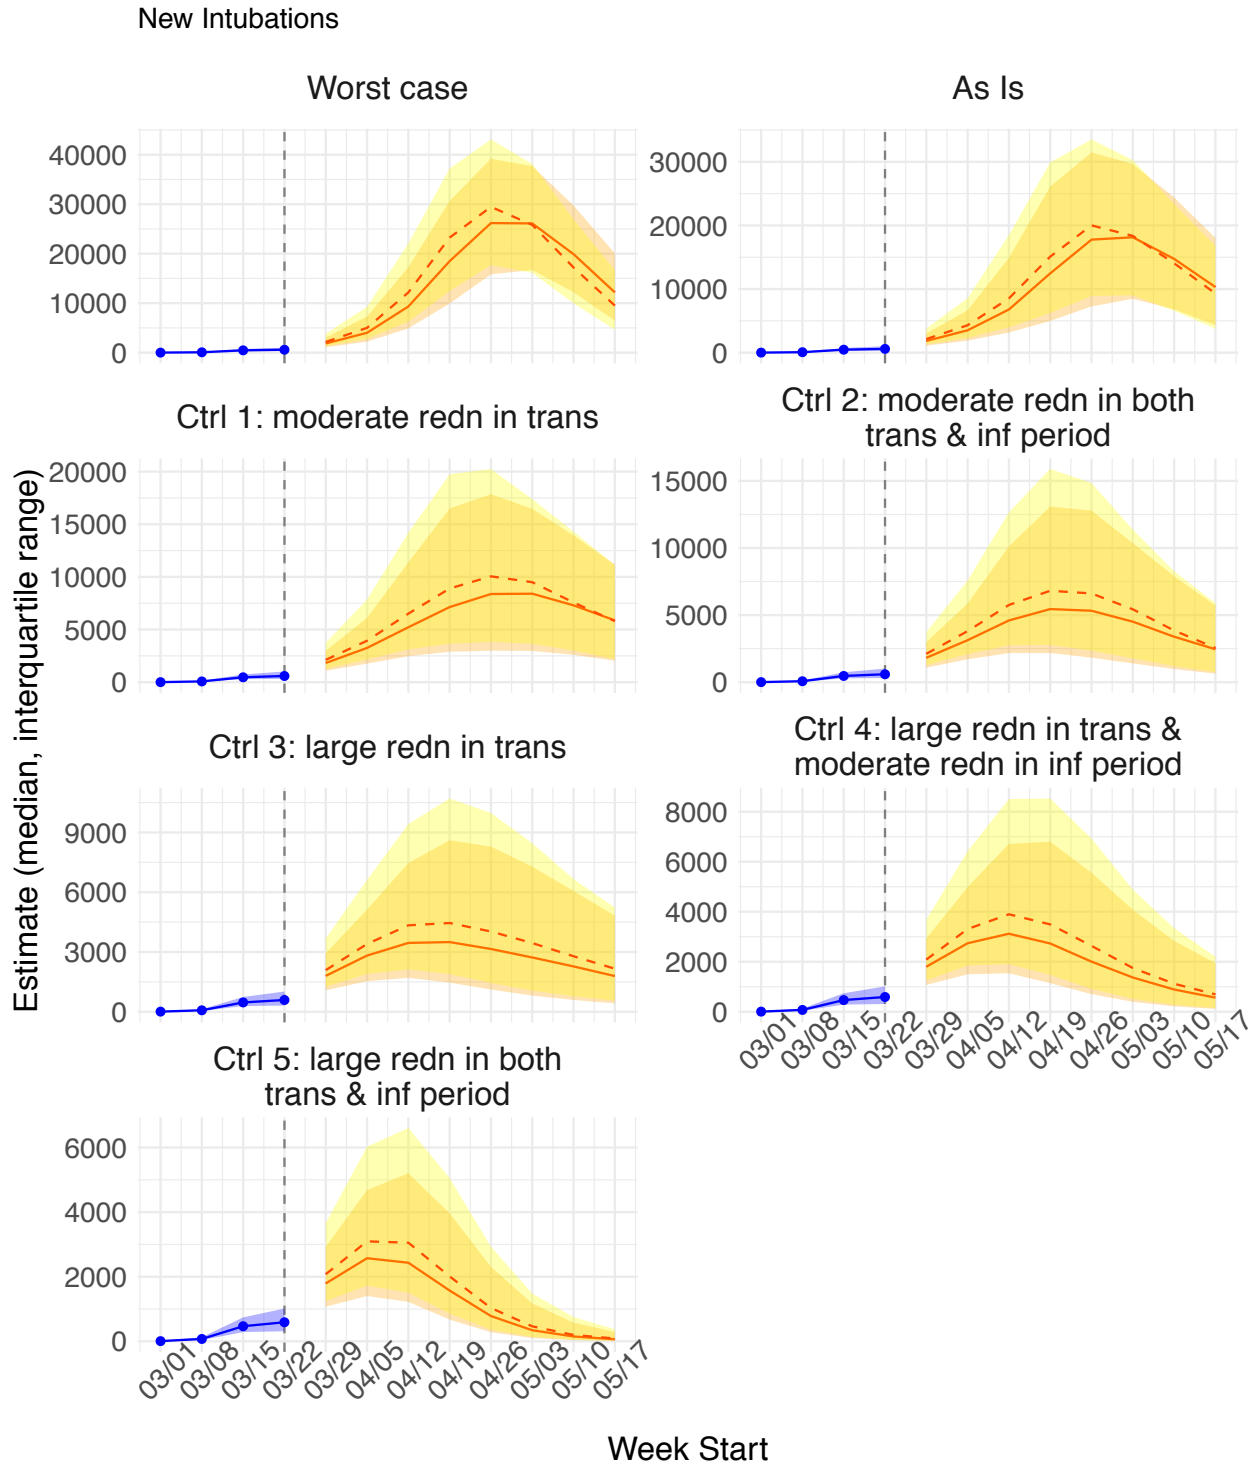 New Intubations
Worst case
As Is
40000
30000
20000
10000
0
30000
20000
10000
0
Ctrl 1: moderate redn in trans
Ctrl 2: moderate redn in both
trans & inf period
20000
15000
10000
5000
0
15000
10000
5000
0
Estimate (median, interquartile range)
Ctrl 3: large redn in trans
Ctrl 4: large redn in trans &
moderate redn in inf period
9000
6000
3000
0
8000
6000
4000
2000
0
03/01 03/08 03/15 03/22 03/29 04/05 04/12 04/19 04/26 05/03 05/10 05/17
Ctrl 5: large redn in both
trans & inf period
6000
4000
2000
0
03/01 03/08 03/15 03/22 03/29 04/05 04/12 04/19 04/26 05/03 05/10 05/17
Week Start